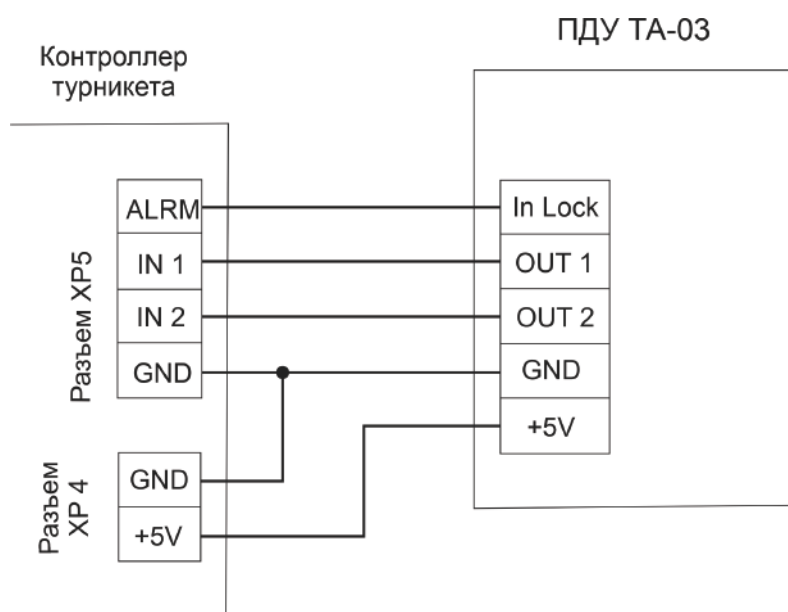 ПДУ ТА-03
Контроллер
турникета
Разъем XP5
ALRM
IN 1
IN 2
GND
Разъем
XP 4
GND
+5V
In Lock
OUT 1
OUT 2
GND
+5V